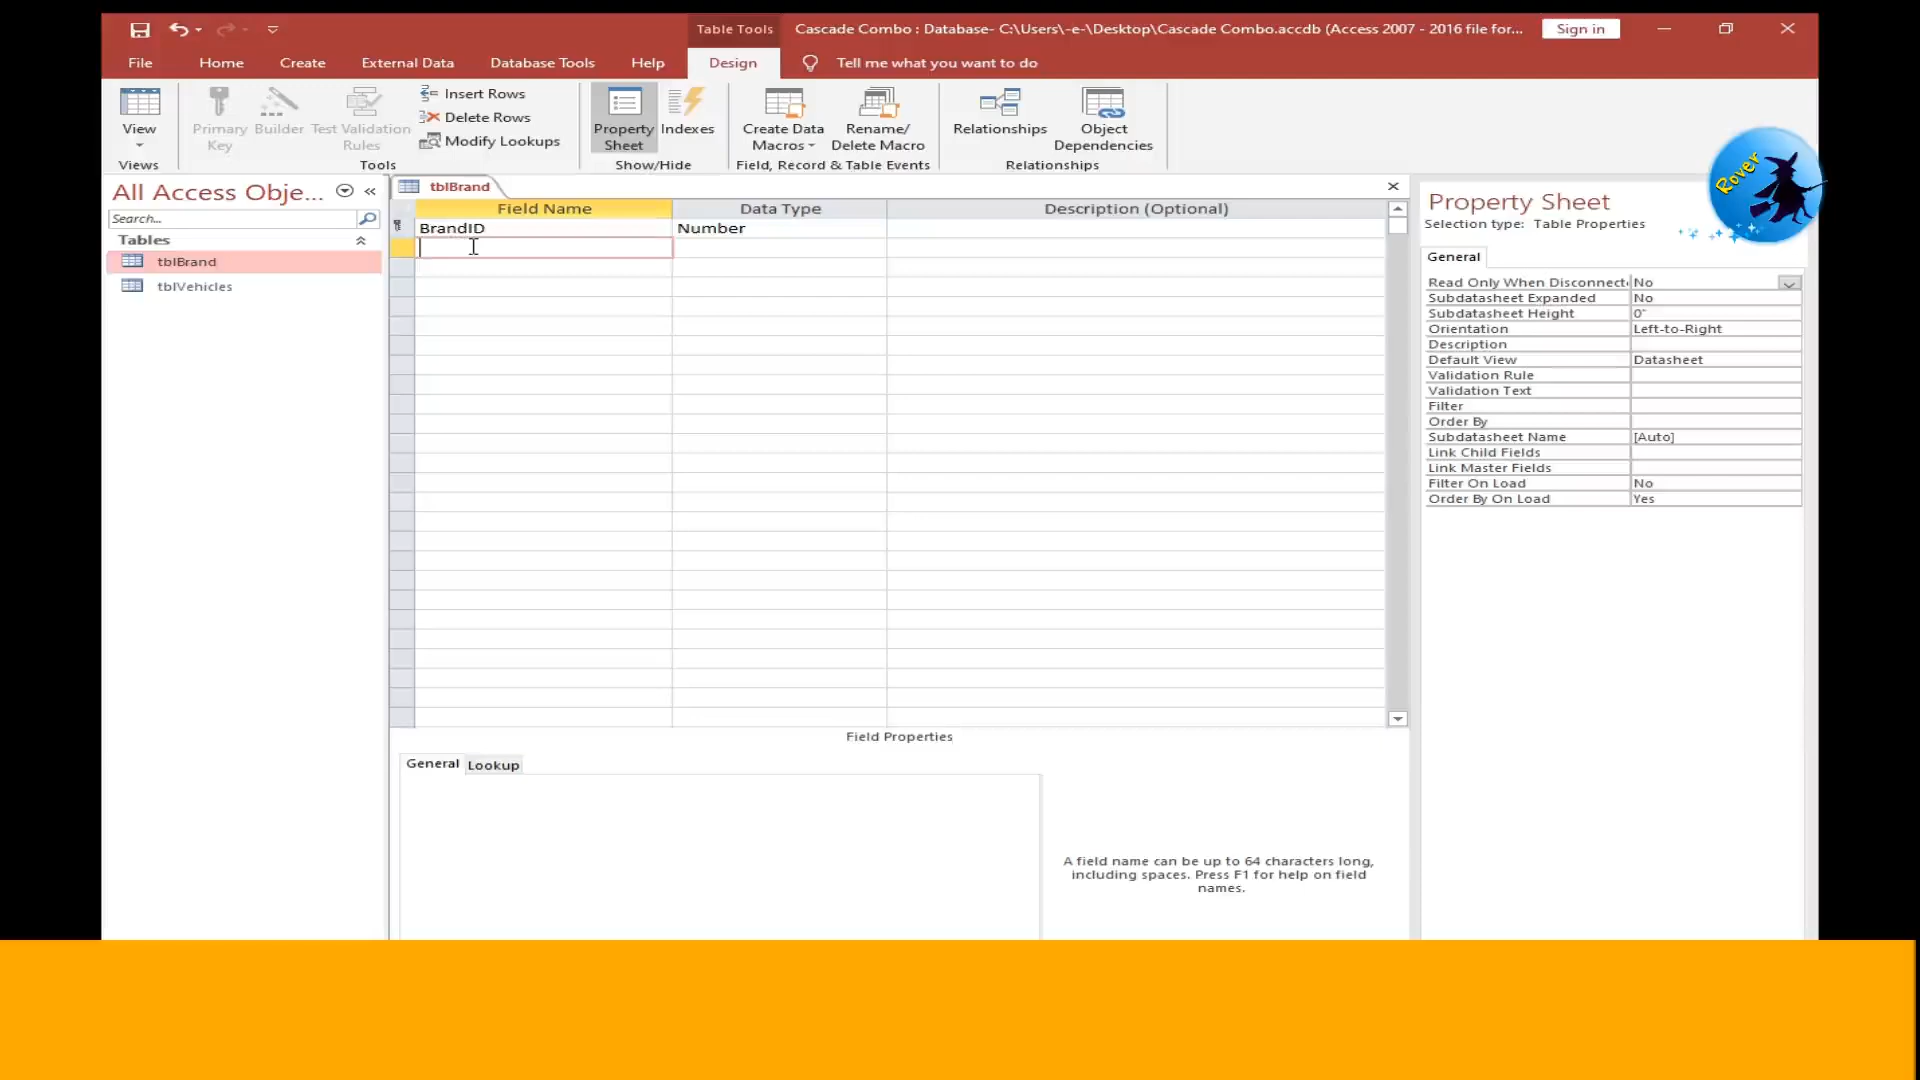 Table Tools
Cascade Combo : Database- C:\Users\-e-\Desktop\Cascade Combo.accdb (Access 2007 - 2016 file for...
Sign in
File
Home
Create
External Data
Database Tools
Help
Design
Tell me what you want to do
View
Primary Key
Builder
Test Validation Rules
Insert Rows
Delete Rows
Modify Lookups
Property Sheet
Indexes
Create Data Macros
Rename/ Delete Macro
Relationships
Object Dependencies
Views
Tools
Show/Hide
Field, Record & Table Events
Relationships
Rover
All Access Obje...
Search...
Tables
tblBrand
tblVehicles
tblBrand
Field Name
Data Type
Description (Optional)
BrandID
Number
Field Properties
General
Lookup
A field name can be up to 64 characters long,
including spaces. Press F1 for help on field
names.
Property Sheet
Selection type: Table Properties
General
Read Only When Disconnect No
Subdatasheet Expanded No
Subdatasheet Height 0"
Orientation Left-to-Right
Description
Default View Datasheet
Validation Rule
Validation Text
Filter
Order By
Subdatasheet Name [Auto]
Link Child Fields
Link Master Fields
Filter On Load No
Order By On Load Yes